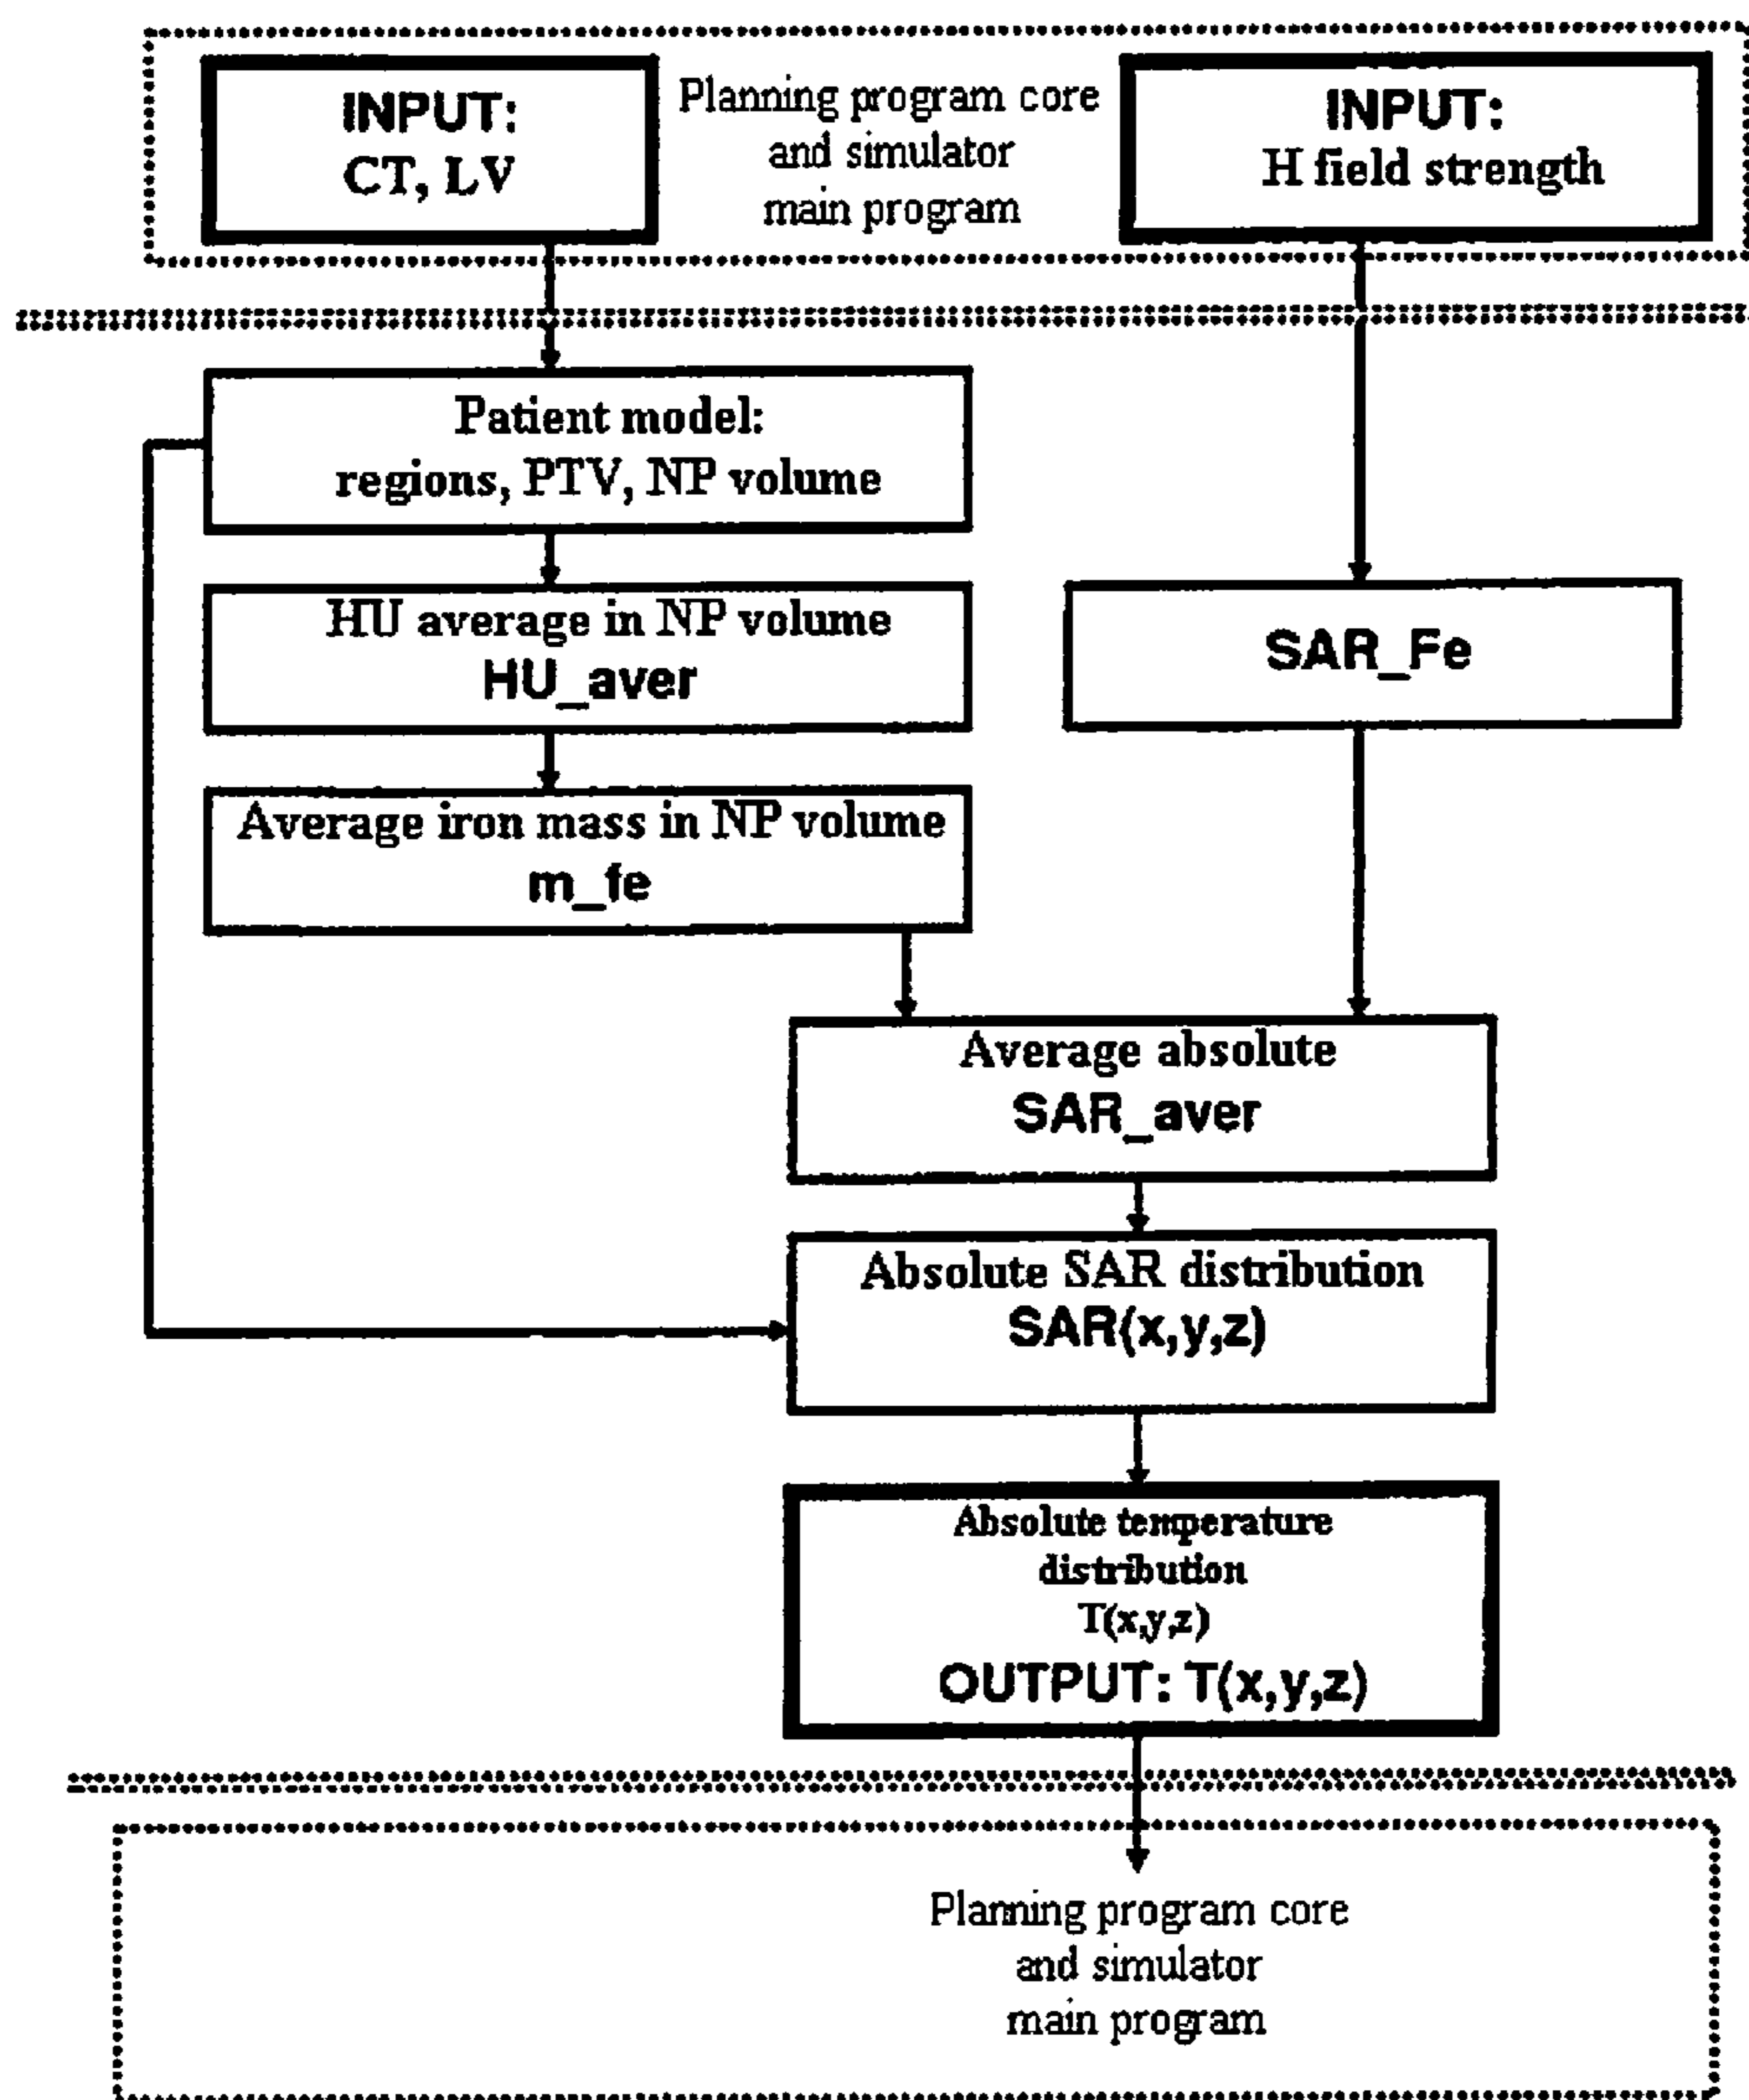 INPUT:
CT, LV
Planning program core
and simulator
main program
INPUT:
H field strength
Patient model:
regions, PTV, NP volume
HU average in NP volume
HU_aver
SAR_Fe
Average iron mass in NP volume
m_fe
Average absolute
SAR_aver
Absolute SAR distribution
SAR(x,y,z)
Absolute temperature
distribution
T(x,y,z)
OUTPUT: T(x,y,z)
Planning program core
and simulator
main program